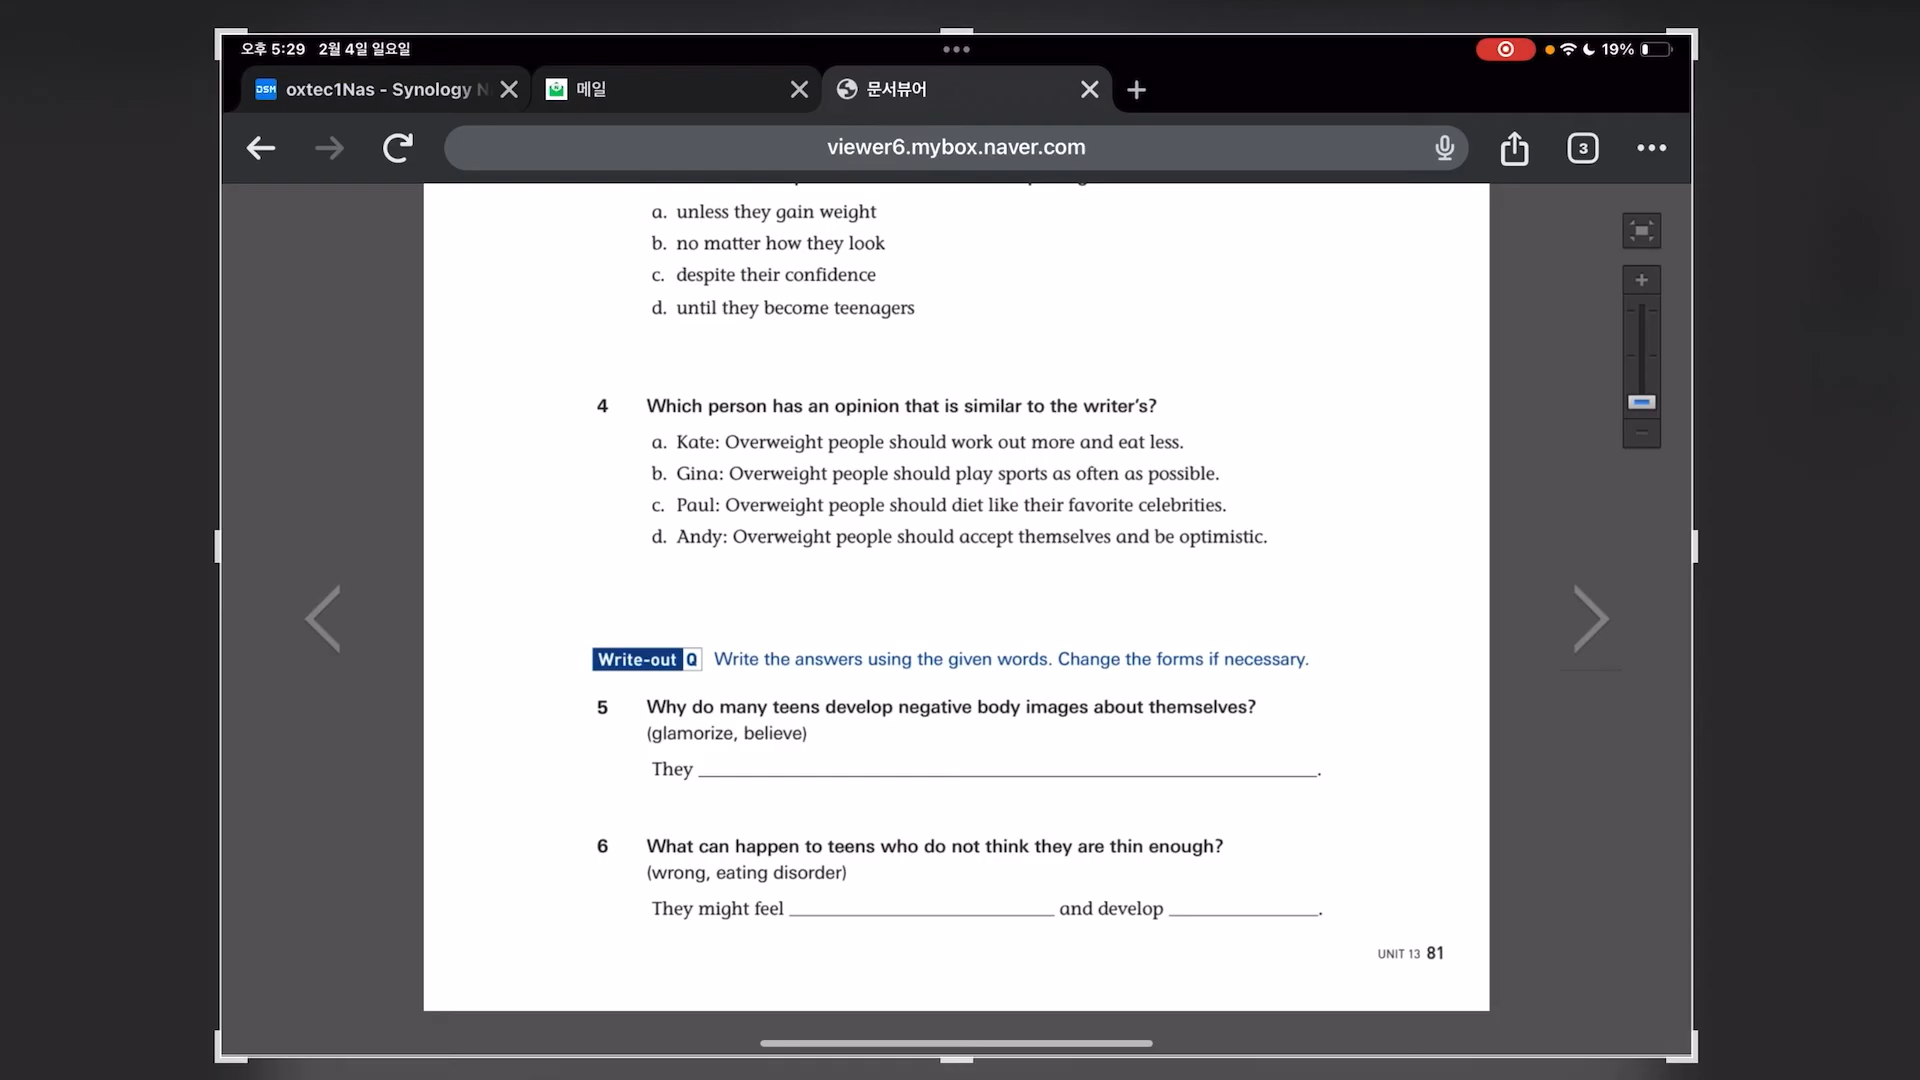 오후 5:29 2월 4일 일요일
19%
DSM oxtec1Nas - Synology N
메일
문서뷰어
viewer6.mybox.naver.com
3
a. unless they gain weight
b. no matter how they look
c. despite their confidence
d. until they become teenagers
4 Which person has an opinion that is similar to the writer's?
a. Kate: Overweight people should work out more and eat less.
b. Gina: Overweight people should play sports as often as possible.
c. Paul: Overweight people should diet like their favorite celebrities.
d. Andy: Overweight people should accept themselves and be optimistic.
Write-out Q Write the answers using the given words. Change the forms if necessary.
5 Why do many teens develop negative body images about themselves?
(glamorize, believe)
They ______.
6 What can happen to teens who do not think they are thin enough?
(wrong, eating disorder)
They might feel ______ and develop ______.
UNIT 13 81